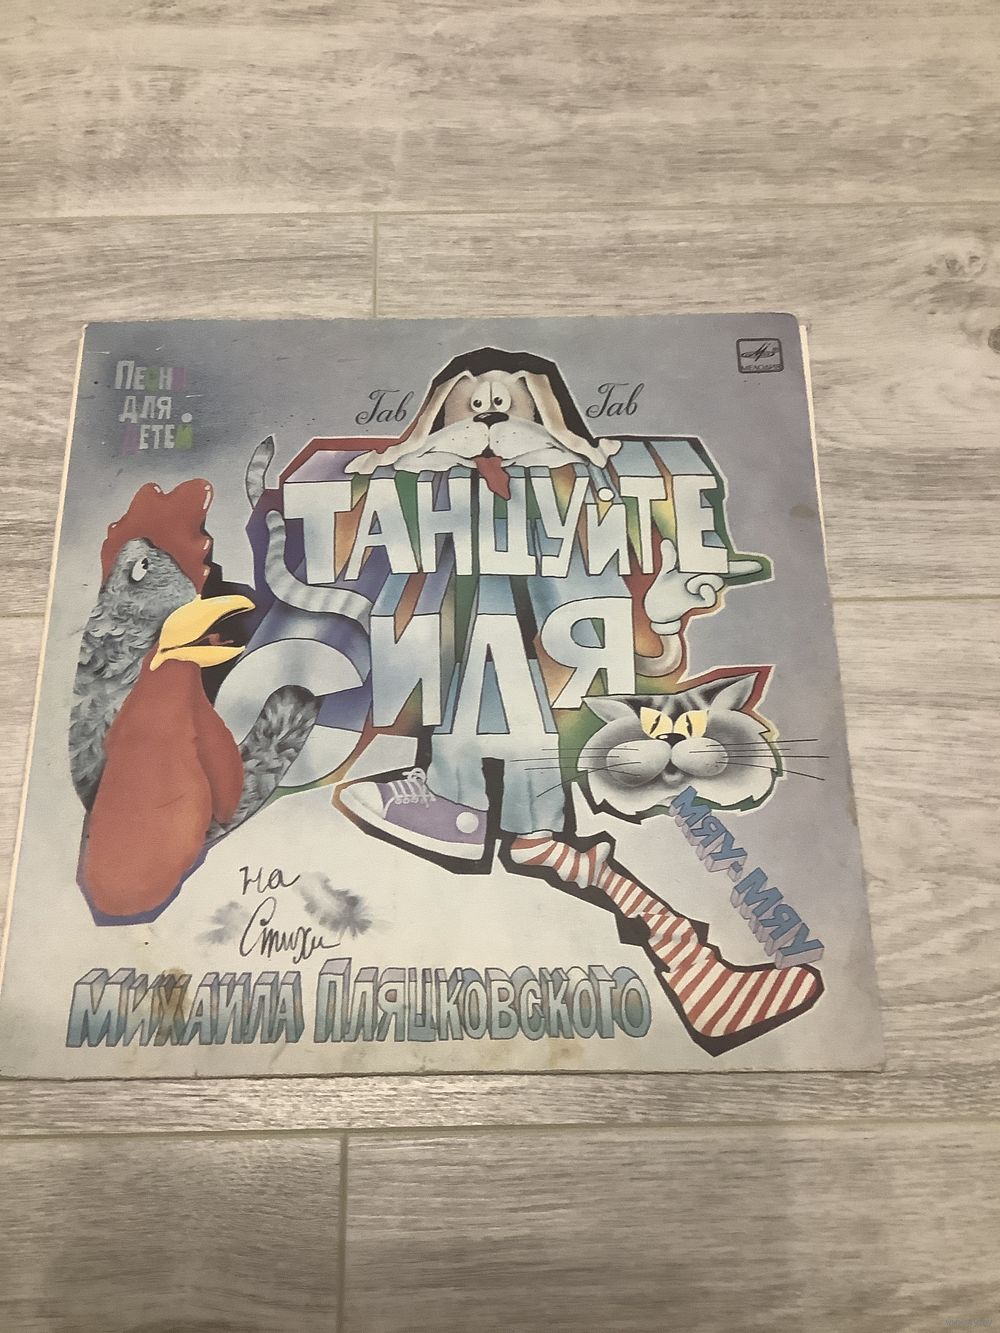 Песни
для
детей
Гав
Гав
МЕЛОДИЯ
ТАНЦУЙТЕ
СИДЯ
МЯУ-МЯУ
на
Стихи
МИХАИЛА ПЛЯЦКОВСКОГО